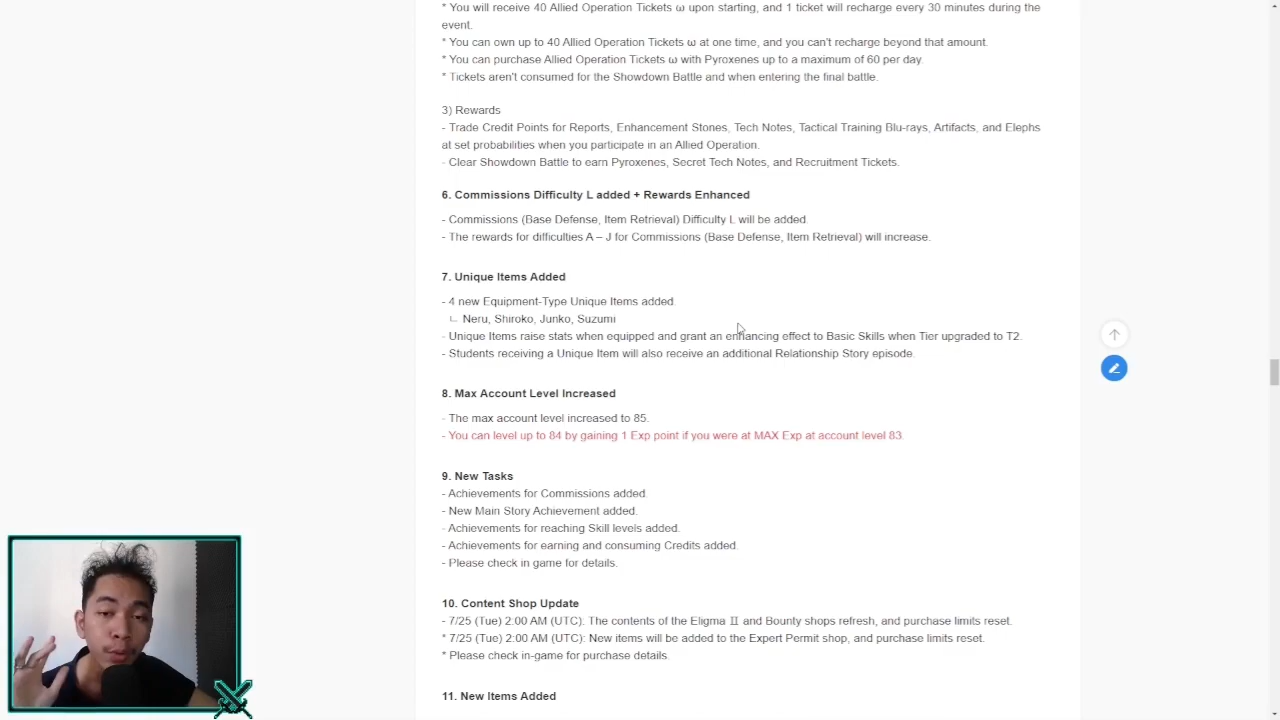 * You will receive 40 Allied Operation Tickets ω upon starting, and 1 ticket will recharge every 30 minutes during the
event.
* You can own up to 40 Allied Operation Tickets ω at one time, and you can't recharge beyond that amount.
* You can purchase Allied Operation Tickets ω with Pyroxenes up to a maximum of 60 per day.
* Tickets aren't consumed for the Showdown Battle and when entering the final battle.
3) Rewards
- Trade Credit Points for Reports, Enhancement Stones, Tech Notes, Tactical Training Blu-rays, Artifacts, and Elephs
at set probabilities when you participate in an Allied Operation.
- Clear Showdown Battle to earn Pyroxenes, Secret Tech Notes, and Recruitment Tickets.
6. Commissions Difficulty L added + Rewards Enhanced
- Commissions (Base Defense, Item Retrieval) Difficulty L will be added.
- The rewards for difficulties A – J for Commissions (Base Defense, Item Retrieval) will increase.
7. Unique Items Added
- 4 new Equipment-Type Unique Items added.
ㄴ Neru, Shiroko, Junko, Suzumi
- Unique Items raise stats when equipped and grant an enhancing effect to Basic Skills when Tier upgraded to T2.
- Students receiving a Unique Item will also receive an additional Relationship Story episode.
8. Max Account Level Increased
- The max account level increased to 85.
- You can level up to 84 by gaining 1 Exp point if you were at MAX Exp at account level 83.
9. New Tasks
- Achievements for Commissions added
- New Main Story Achievement added.
- Achievements for reaching Skill levels added.
- Achievements for earning and consuming Credits added.
- Please check in game for details.
10. Content Shop Update
- 7/25 (Tue) 2:00 AM (UTC): The contents of the Eligma Ⅱ and Bounty shops refresh, and purchase limits reset.
* 7/25 (Tue) 2:00 AM (UTC): New items will be added to the Expert Permit shop, and purchase limits reset.
* Please check in-game for purchase details.
11. New Items Added